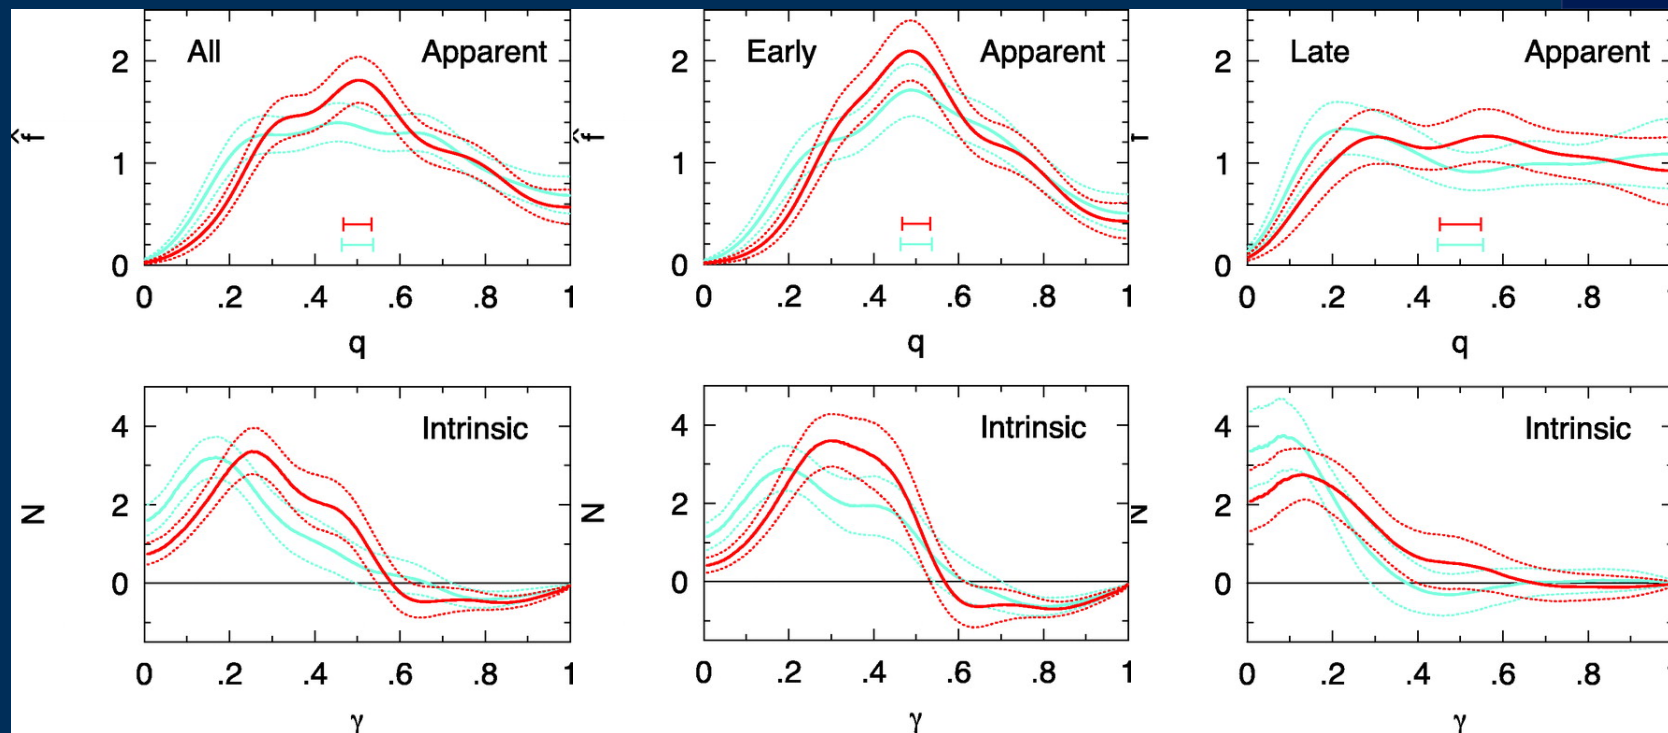 All Apparent
2
1
0
f̂
0 .2 .4 .6 .8 1
q
Early Apparent
2
1
0
f̂
0 .2 .4 .6 .8 1
q
Late Apparent
2
1
0
0 .2 .4 .6 .8
q
Intrinsic
4
2
0
N
0 .2 .4 .6 .8 1
γ
Intrinsic
4
2
0
N
0 .2 .4 .6 .8 1
γ
Intrinsic
4
2
0
N
0 .2 .4 .6 .8
γ